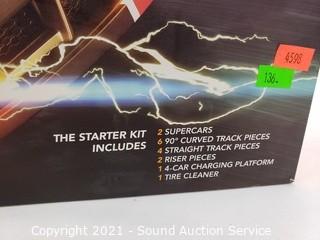 4598
136
THE STARTER KIT
INCLUDES
2 SUPERCARS
6 90° CURVED TRACK PIECES
4 STRAIGHT TRACK PIECES
2 RISER PIECES
1 4-CAR CHARGING PLATFORM
1 TIRE CLEANER
Copyright 2021 - Sound Auction Service